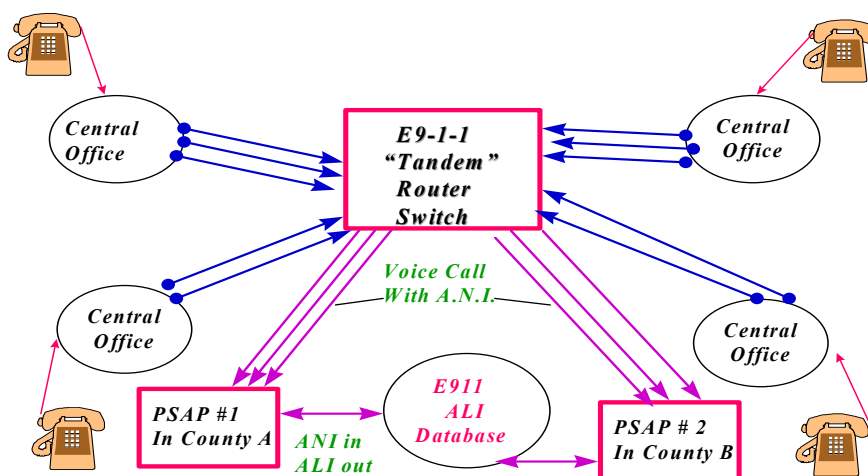 Central
Office
E9-1-1
“Tandem”
Router
Switch
Central
Office
Voice Call
With A.N.I.
Central
Office
Central
Office
PSAP #1
In County A
ANI in
ALI out
E911
ALI
Database
PSAP # 2
In County B